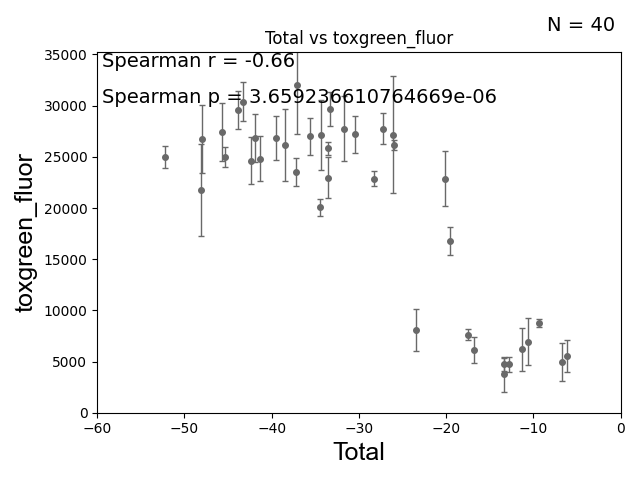 N = 40
Total vs toxgreen_fluor
Spearman r = -0.66
Spearman p = 3.659236610764669e-06
35000
30000
25000
20000
15000
10000
5000
0
toxgreen_fluor
−60 −50 −40 −30 −20 −10 0
Total